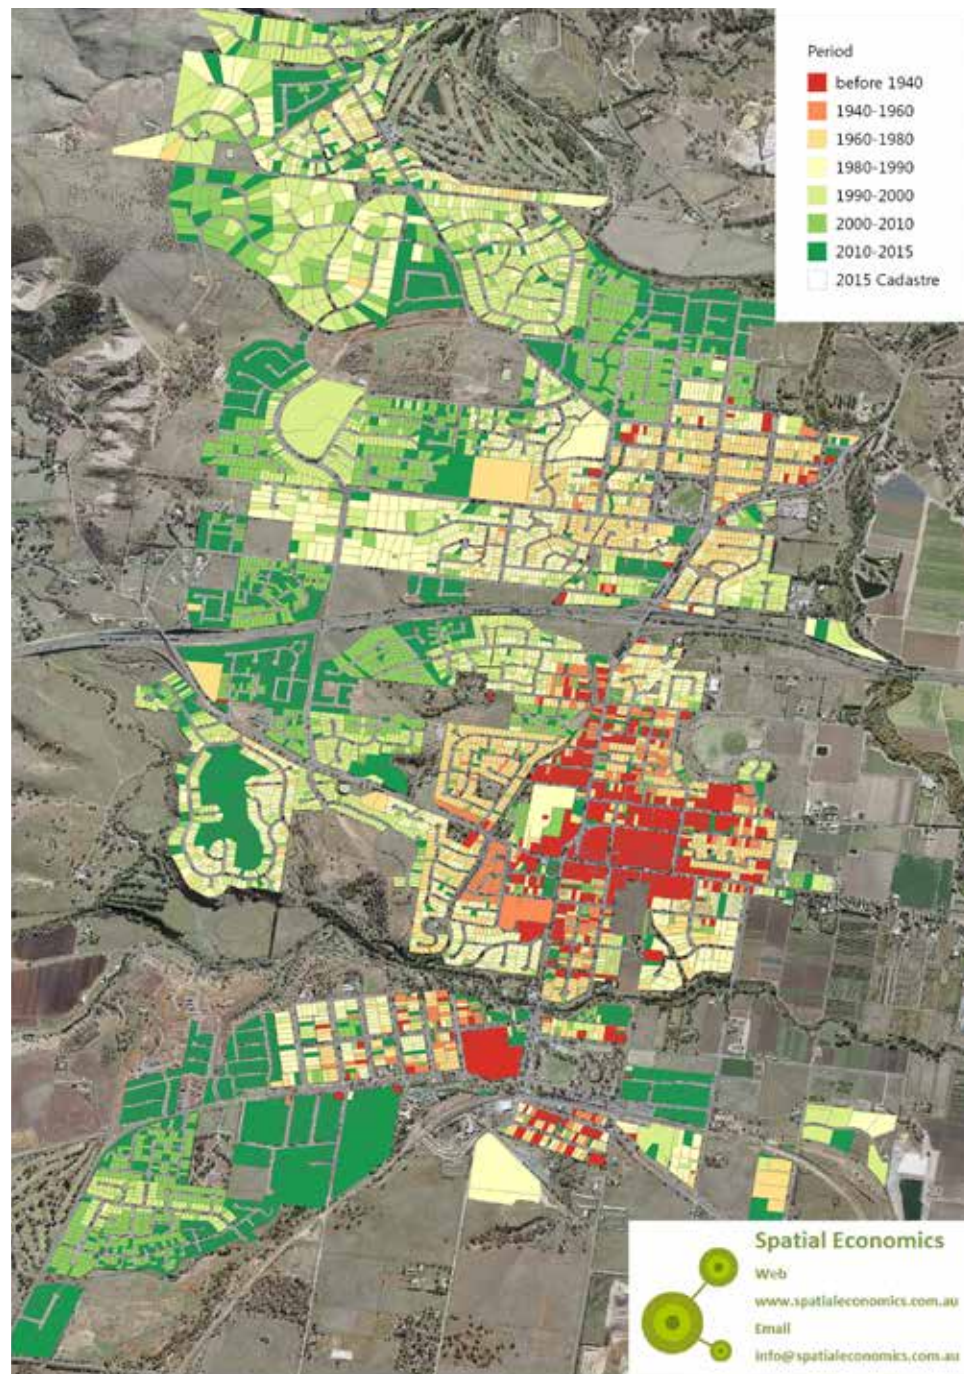 Period
before 1940
1940-1960
1960-1980
1980-1990
1990-2000
2000-2010
2010-2015
2015 Cadastre
Spatial Economics
Web
www.spatialeconomics.com.au
Email
info@spatialeconomics.com.au